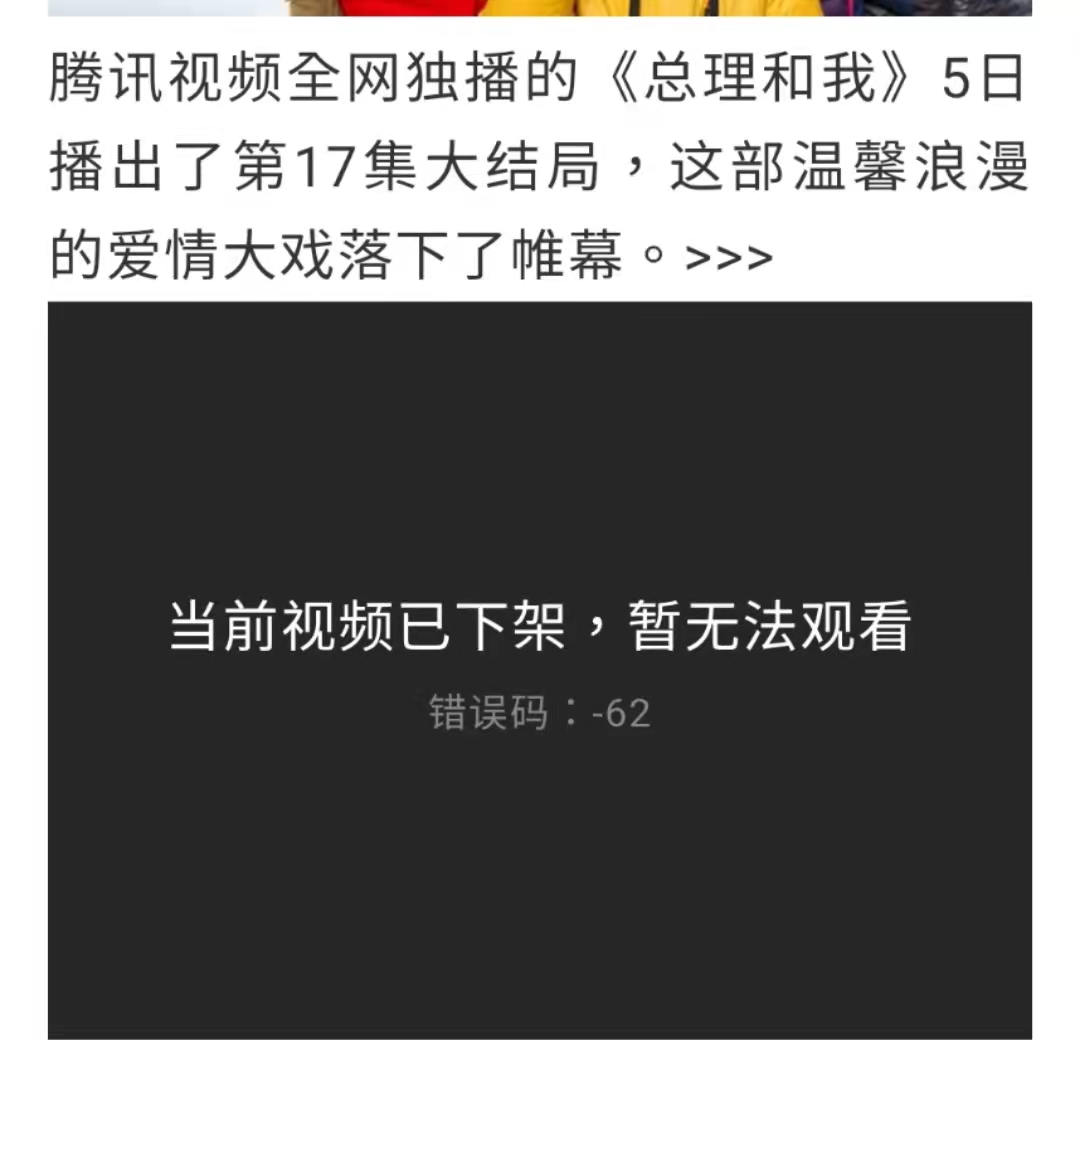 腾讯视频全网独播的《总理和我》5日
播出了第17集大结局，这部温馨浪漫
的爱情大戏落下了帷幕。>>>
当前视频已下架，暂无法观看
错误码：-62